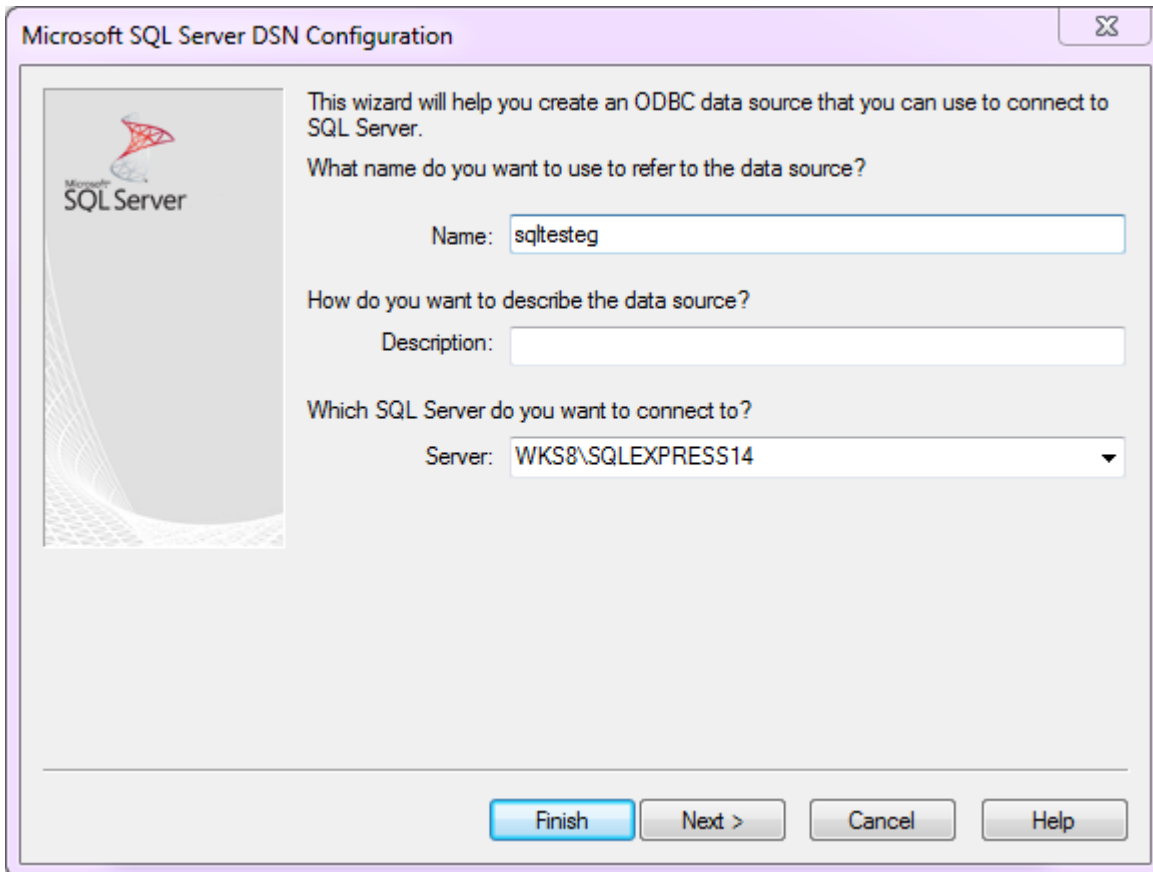 Microsoft SQL Server DSN Configuration
This wizard will help you create an ODBC data source that you can use to connect to
SQL Server.
What name do you want to use to refer to the data source?
Microsoft
SQL Server
Name: sqltesteg
How do you want to describe the data source?
Description:
Which SQL Server do you want to connect to?
Server: WKS8\SQLEXPRESS14
Finish Next > Cancel Help